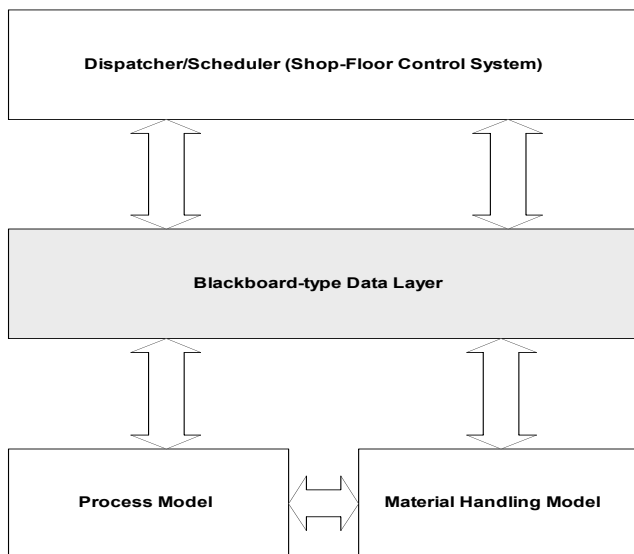 Dispatcher/Scheduler (Shop-Floor Control System)
Blackboard-type Data Layer
Process Model
Material Handling Model